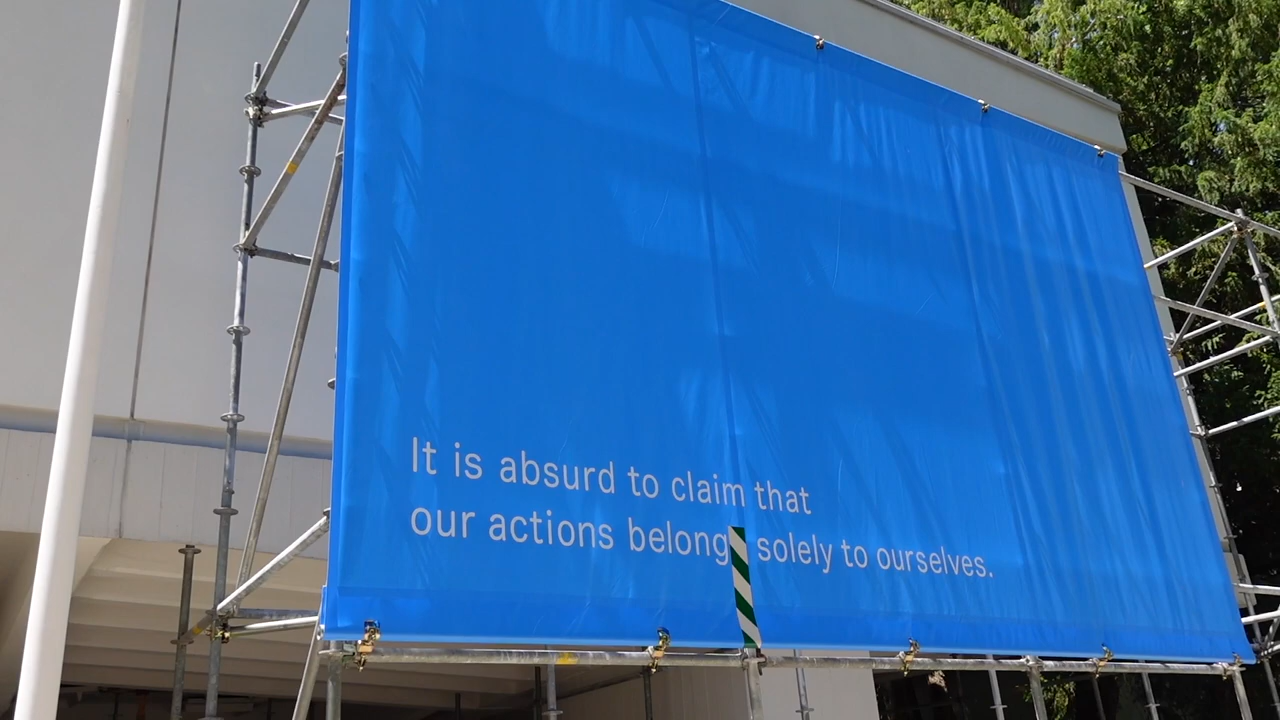 It is absurd to claim that
our actions belong solely to ourselves.